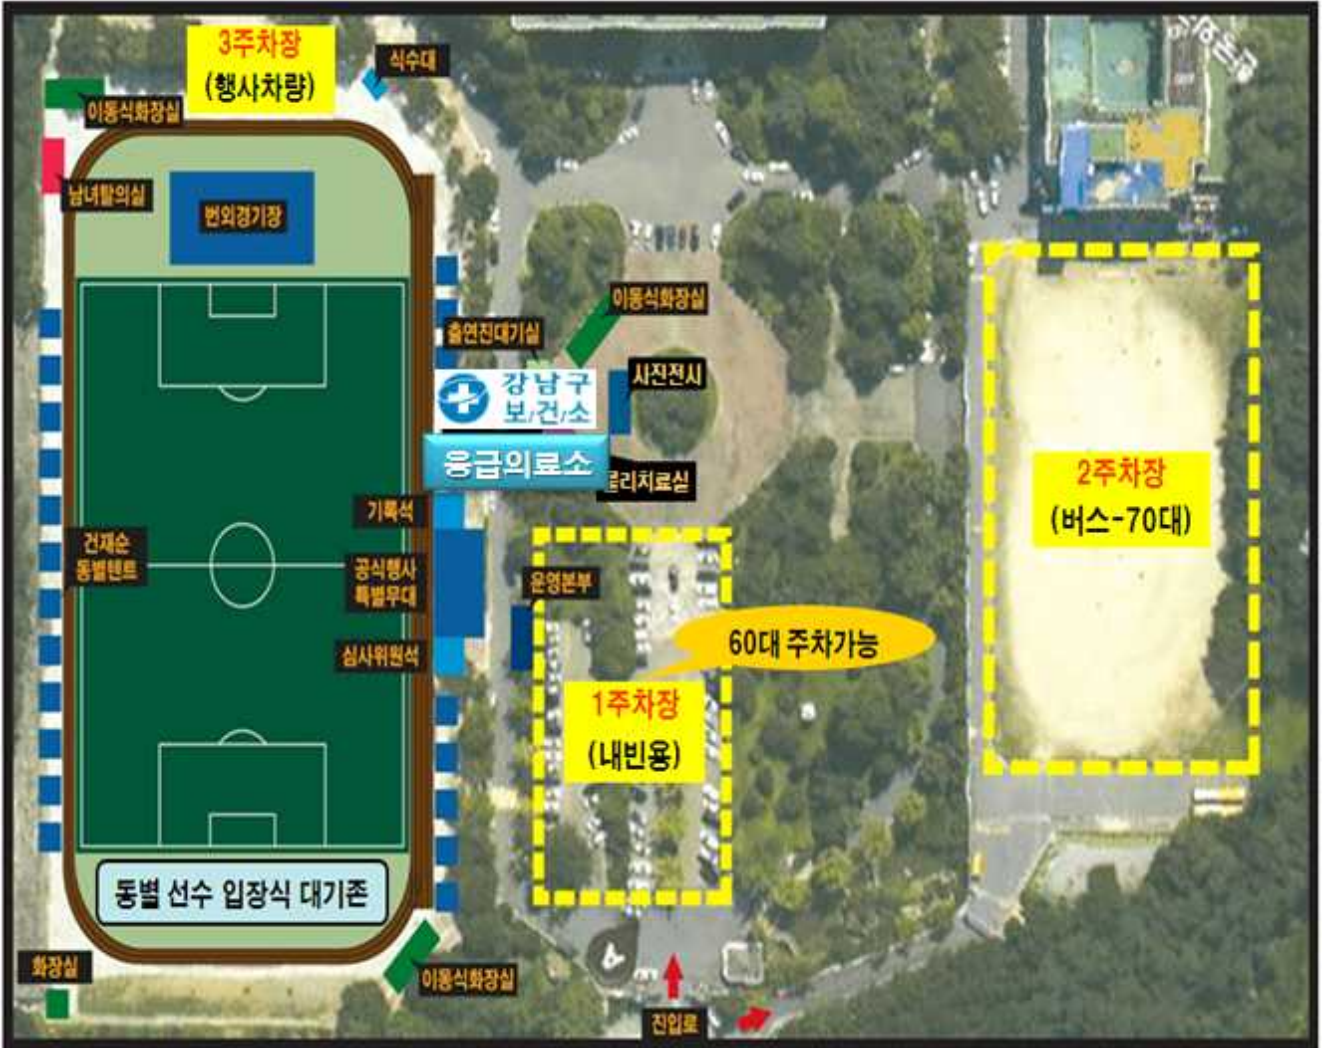 3주차장
(행사차량)
식수대
이동식화장실
남녀탈의실
번외경기장
이동식화장실
출연진대기실
사진전시
강남구
보/건/소
응급의료소
물리치료실
기록석
2주차장
(버스-70대)
건재순
동별텐트
공식행사
특별무대
운영본부
심사위원석
60대 주차가능
1주차장
(내빈용)
동별 선수 입장식 대기존
화장실
이동식화장실
진입로